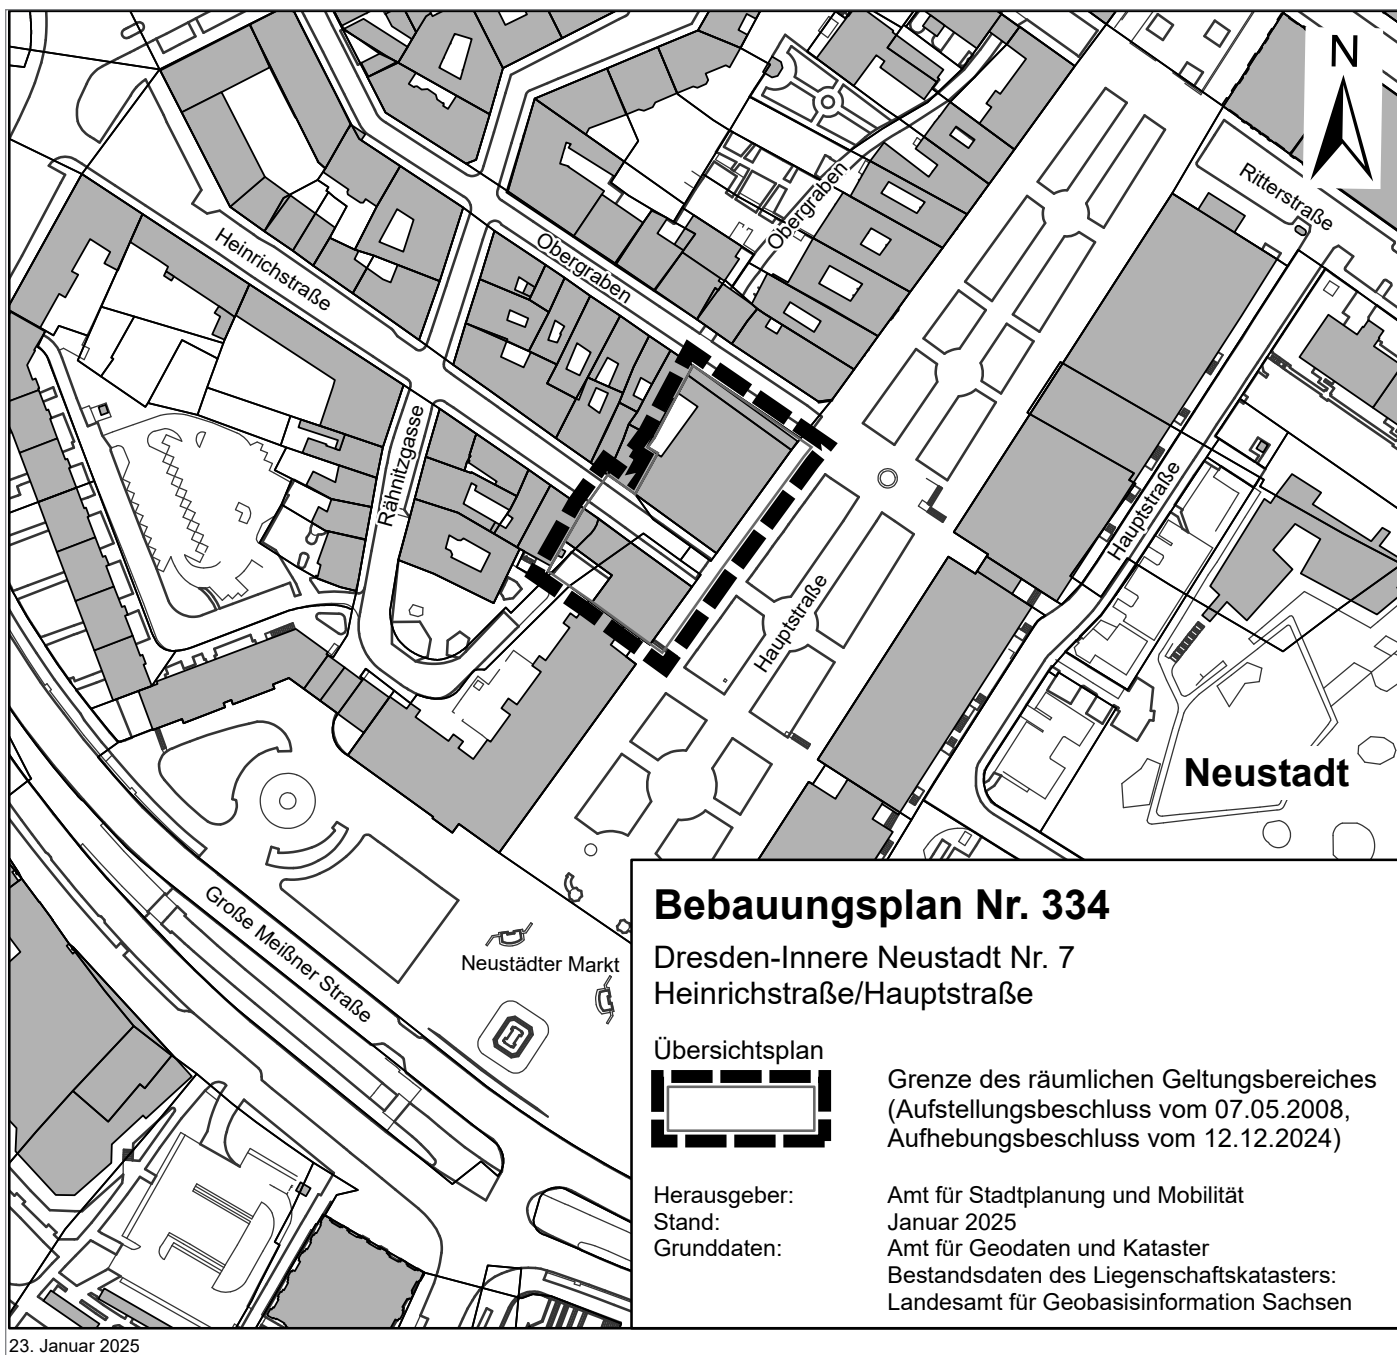 N
Ritterstraße
Obergraben
Obergraben
Heinrichstraße
Rähnitzgasse
Hauptstraße
Hauptstraße
Neustadt
Große Meißner Straße
Neustädter Markt
Bebauungsplan Nr. 334
Dresden-Innere Neustadt Nr. 7
Heinrichstraße/Hauptstraße
Übersichtsplan
Grenze des räumlichen Geltungsbereiches
(Aufstellungsbeschluss vom 07.05.2008,
Aufhebungsbeschluss vom 12.12.2024)
Herausgeber: Amt für Stadtplanung und Mobilität
Stand: Januar 2025
Grunddaten: Amt für Geodaten und Kataster
Bestandsdaten des Liegenschaftskatasters:
Landesamt für Geobasisinformation Sachsen
23. Januar 2025